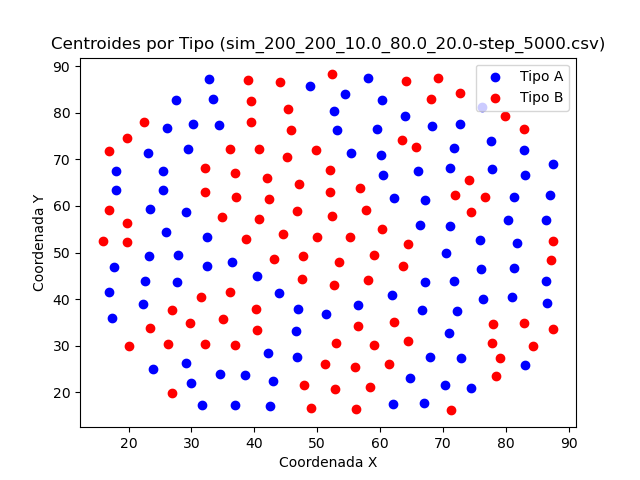 Centroides por Tipo (sim_200_200_10.0_80.0_20.0-step_5000.csv)
Tipo A
Tipo B
90
80
70
60
50
40
30
20
Coordenada Y
20 30 40 50 60 70 80 90
Coordenada X